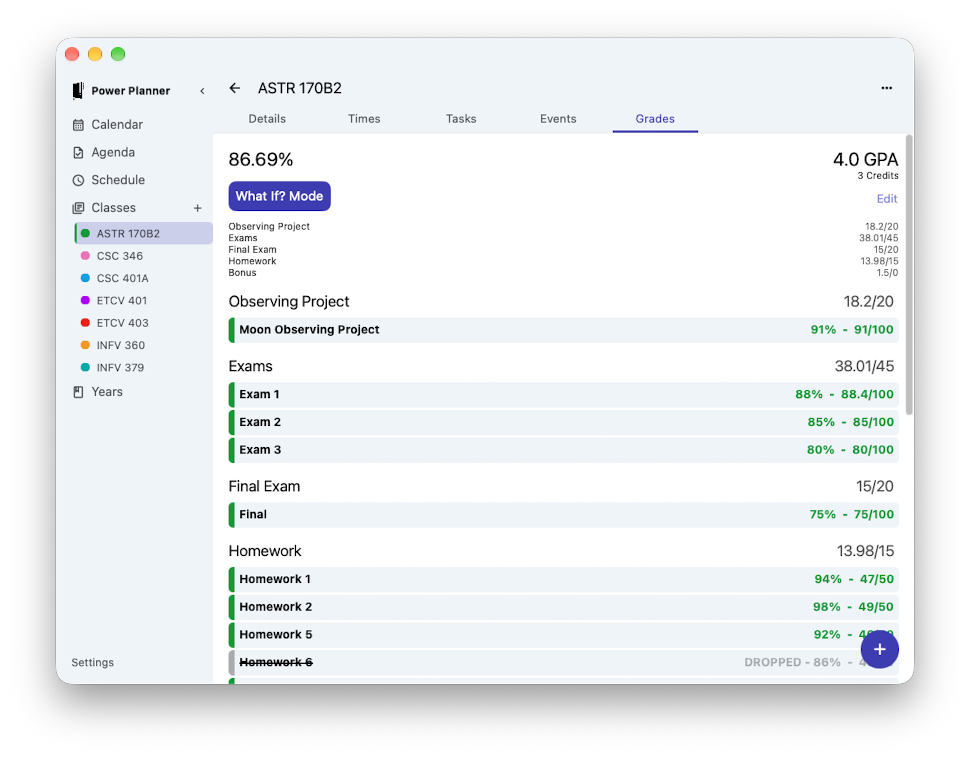 Power Planner
Calendar
Agenda
Schedule
Classes +
ASTR 170B2
CSC 346
CSC 401A
ETCV 401
ETCV 403
INFV 360
INFV 379
Years
Settings
ASTR 170B2
Details Times Tasks Events Grades
86.69% 4.0 GPA
3 Credits
What If? Mode Edit
Observing Project 18.2/20
Exams 38.01/45
Final Exam 15/20
Homework 13.98/15
Bonus 1.5/0
Observing Project 18.2/20
Moon Observing Project 91% - 91/100
Exams 38.01/45
Exam 1 88% - 88.4/100
Exam 2 85% - 85/100
Exam 3 80% - 80/100
Final Exam 15/20
Final 75% - 75/100
Homework 13.98/15
Homework 1 94% - 47/50
Homework 2 98% - 49/50
Homework 5 92% -
Homework 6 DROPPED - 86% -
+